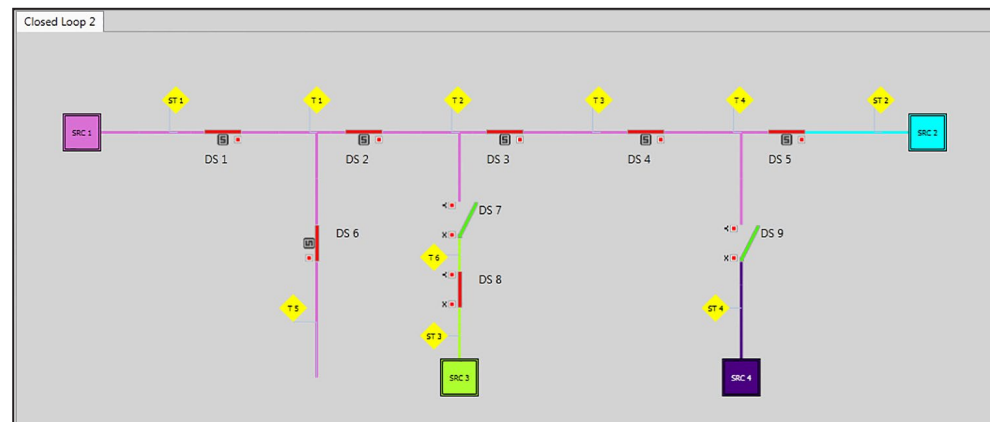 Closed Loop 2
ST 1
T 1
T 2
T 3
T 4
ST 2
SRC 1
SRC 2
S
S
S
S
S
DS 1
DS 2
DS 3
DS 4
DS 5
Y
DS 7
DS 6
S
X
Y
DS 9
T 6
X
Y
DS 8
X
T 5
ST 4
ST 3
SRC 3
SRC 4